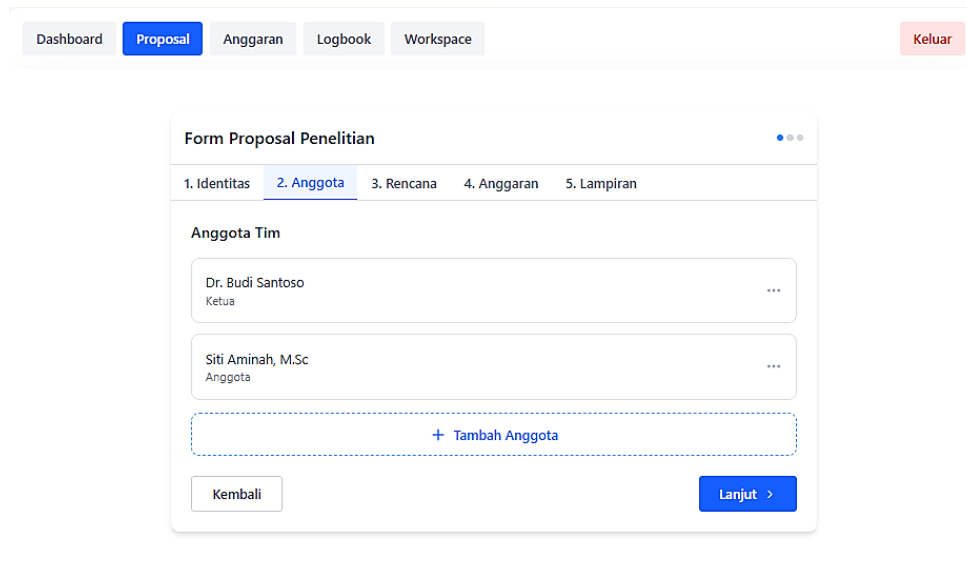 Dashboard Proposal Anggaran Logbook Workspace Keluar
Form Proposal Penelitian
1. Identitas 2. Anggota 3. Rencana 4. Anggaran 5. Lampiran
Anggota Tim
Dr. Budi Santoso
Ketua
Siti Aminah, M.Sc
Anggota
+ Tambah Anggota
Kembali Lanjut >